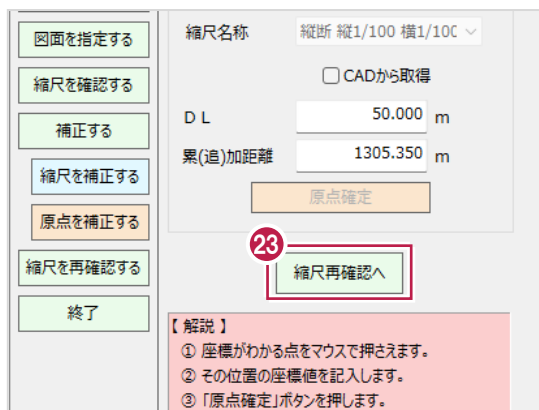 図面を指定する
縮尺を確認する
補正する
縮尺を補正する
原点を補正する
縮尺を再確認する
終了
縮尺名称 縦断 縦1/100 横1/100
CADから取得
ＤＬ 50.000 m
累(追)加距離 1305.350 m
原点確定
23
縮尺再確認へ
【 解説 】
① 座標がわかる点をマウスで押さえます。
② その位置の座標値を記入します。
③ 「原点確定」ボタンを押します。